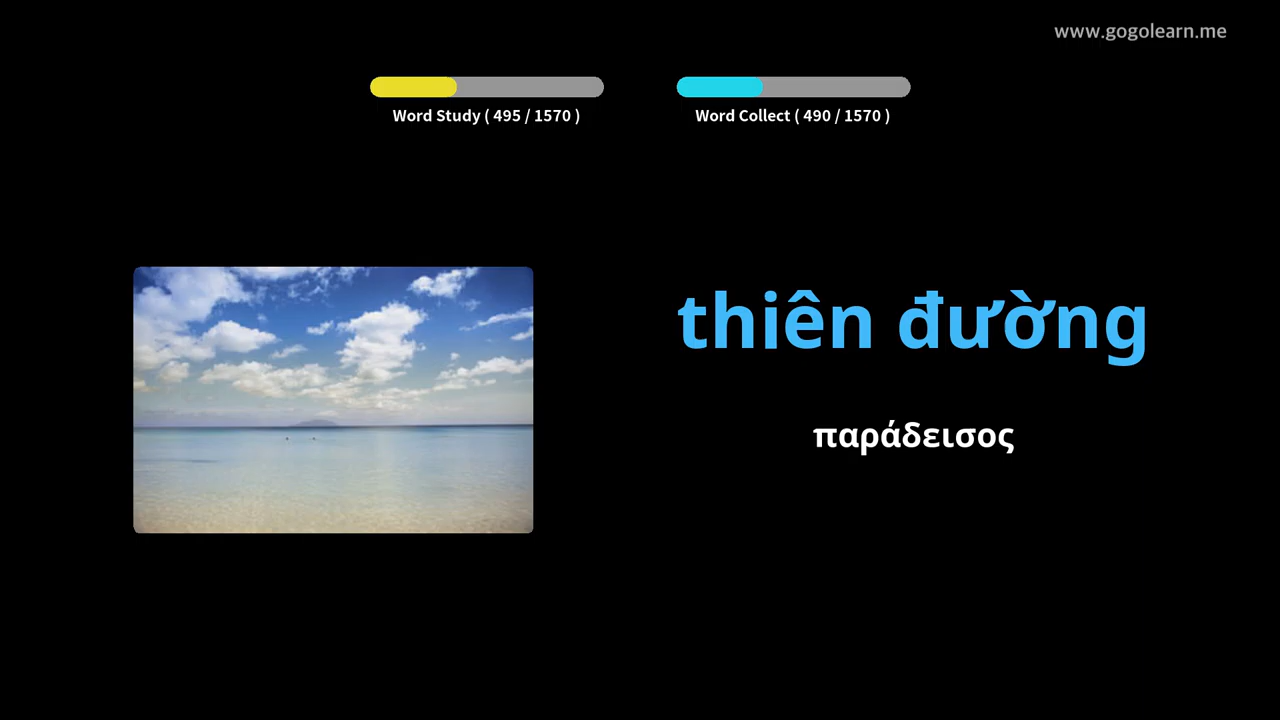 www.gogolearn.me
Word Study ( 495 / 1570 )
Word Collect ( 490 / 1570 )
thiên đường
παράδεισος